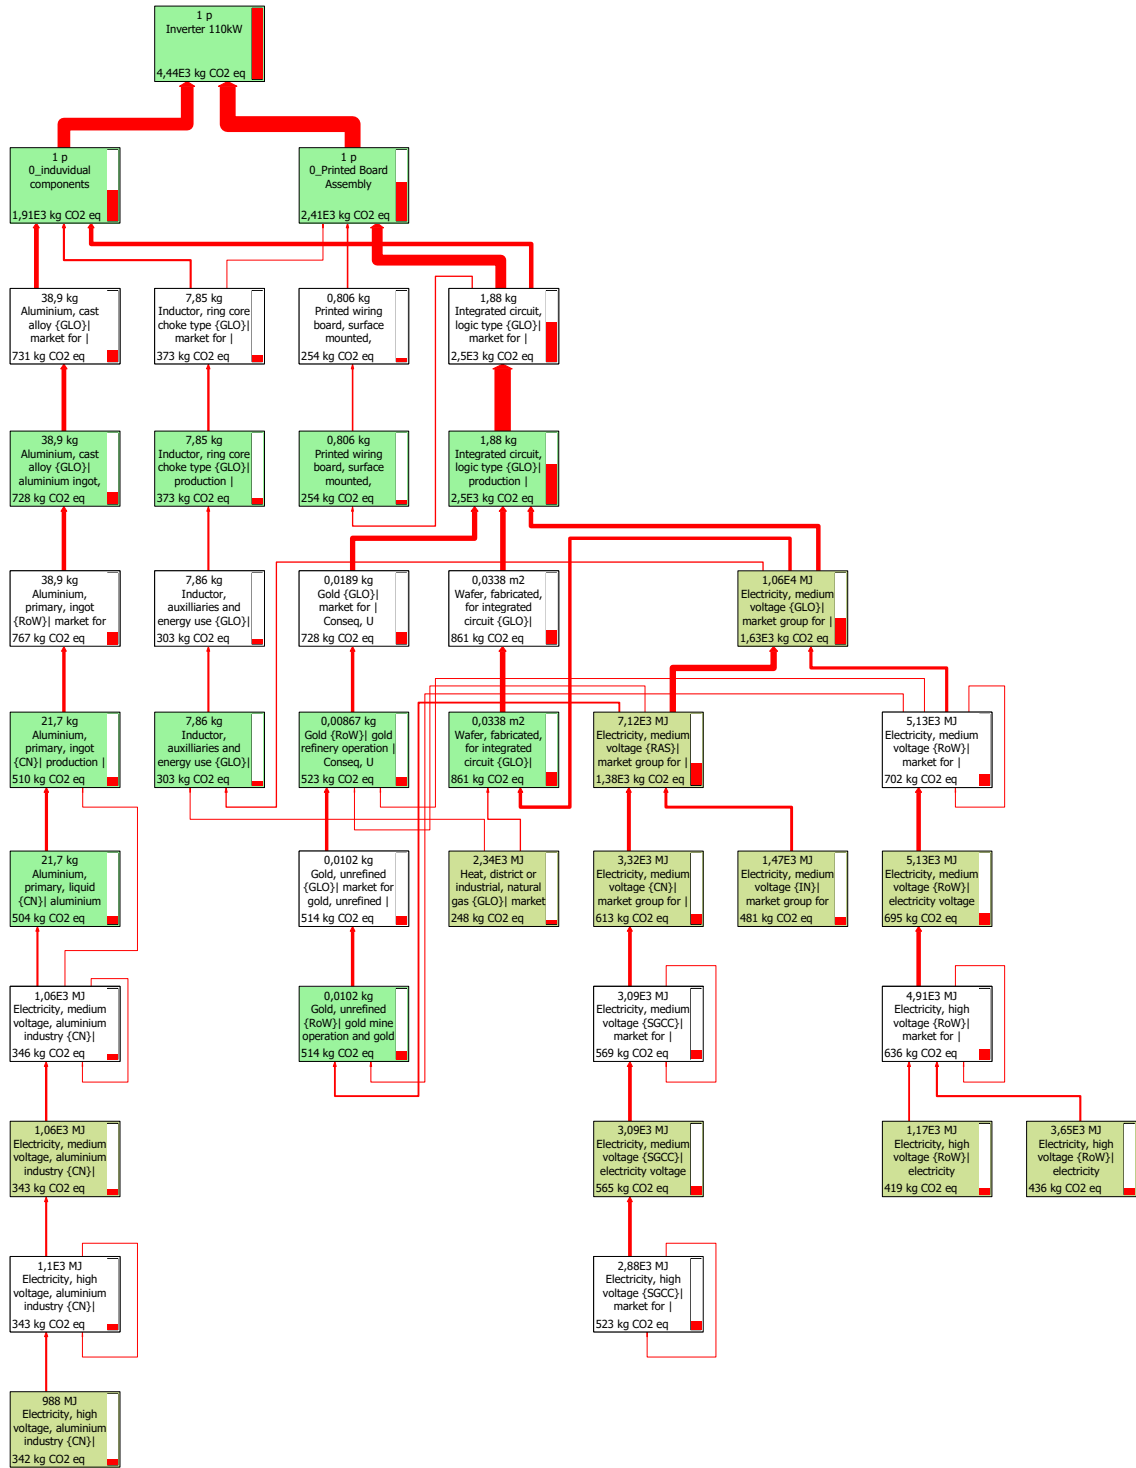 1 p
Inverter 110kW
4,44E3 kg CO2 eq
1 p
0_induvidual
components
1,91E3 kg CO2 eq
1 p
0_Printed Board
Assembly
2,41E3 kg CO2 eq
38,9 kg
Aluminium, cast
alloy {GLO}|
market for |
731 kg CO2 eq
7,85 kg
Inductor, ring core
choke type {GLO}|
market for |
373 kg CO2 eq
0,806 kg
Printed wiring
board, surface
mounted,
254 kg CO2 eq
1,88 kg
Integrated circuit,
logic type {GLO}|
market for |
2,5E3 kg CO2 eq
38,9 kg
Aluminium, cast
alloy {GLO}|
aluminium ingot,
728 kg CO2 eq
7,85 kg
Inductor, ring core
choke type {GLO}|
production |
373 kg CO2 eq
0,806 kg
Printed wiring
board, surface
mounted,
254 kg CO2 eq
1,88 kg
Integrated circuit,
logic type {GLO}|
production |
2,5E3 kg CO2 eq
38,9 kg
Aluminium,
primary, ingot
{RoW}| market for
767 kg CO2 eq
7,86 kg
Inductor,
auxilliaries and
energy use {GLO}|
303 kg CO2 eq
0,0189 kg
Gold {GLO}|
market for |
Conseq, U
728 kg CO2 eq
0,0338 m2
Wafer, fabricated,
for integrated
circuit {GLO}|
861 kg CO2 eq
1,06E4 MJ
Electricity, medium
voltage {GLO}|
market group for |
1,63E3 kg CO2 eq
21,7 kg
Aluminium,
primary, ingot
{CN}| production |
510 kg CO2 eq
7,86 kg
Inductor,
auxilliaries and
energy use {GLO}|
303 kg CO2 eq
0,00867 kg
Gold {RoW}| gold
refinery operation |
Conseq, U
523 kg CO2 eq
0,0338 m2
Wafer, fabricated,
for integrated
circuit {GLO}|
861 kg CO2 eq
7,12E3 MJ
Electricity, medium
voltage {RAS}|
market group for |
1,38E3 kg CO2 eq
5,13E3 MJ
Electricity, medium
voltage {RoW}|
market for |
702 kg CO2 eq
21,7 kg
Aluminium,
primary, liquid
{CN}| aluminium
504 kg CO2 eq
0,0102 kg
Gold, unrefined
{GLO}| market for
gold, unrefined |
514 kg CO2 eq
2,34E3 MJ
Heat, district or
industrial, natural
gas {GLO}| market
248 kg CO2 eq
3,32E3 MJ
Electricity, medium
voltage {CN}|
market group for |
613 kg CO2 eq
1,47E3 MJ
Electricity, medium
voltage {IN}|
market group for
481 kg CO2 eq
5,13E3 MJ
Electricity, medium
voltage {RoW}|
electricity voltage
695 kg CO2 eq
1,06E3 MJ
Electricity, medium
voltage, aluminium
industry {CN}|
346 kg CO2 eq
0,0102 kg
Gold, unrefined
{RoW}| gold mine
operation and gold
514 kg CO2 eq
3,09E3 MJ
Electricity, medium
voltage {SGCC}|
market for |
569 kg CO2 eq
4,91E3 MJ
Electricity, high
voltage {RoW}|
market for |
636 kg CO2 eq
1,06E3 MJ
Electricity, medium
voltage, aluminium
industry {CN}|
343 kg CO2 eq
3,09E3 MJ
Electricity, medium
voltage {SGCC}|
electricity voltage
565 kg CO2 eq
1,17E3 MJ
Electricity, high
voltage {RoW}|
electricity
419 kg CO2 eq
3,65E3 MJ
Electricity, high
voltage {RoW}|
electricity
436 kg CO2 eq
1,1E3 MJ
Electricity, high
voltage, aluminium
industry {CN}|
343 kg CO2 eq
2,88E3 MJ
Electricity, high
voltage {SGCC}|
market for |
523 kg CO2 eq
988 MJ
Electricity, high
voltage, aluminium
industry {CN}|
342 kg CO2 eq